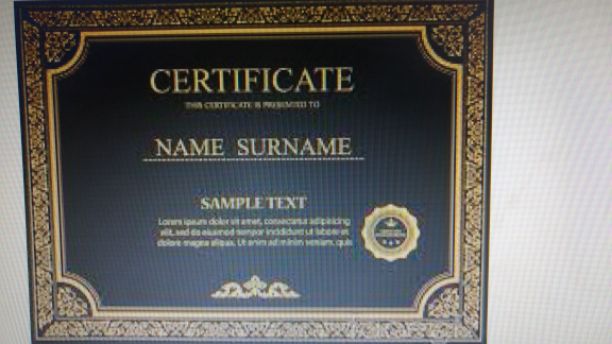 CERTIFICATE
THIS CERTIFICATE IS PRESENTED TO
NAME SURNAME
SAMPLE TEXT
Lorem ipsum dolor sit amet, consectetur adipisicing
elit, sed do eiusmod tempor incididunt ut labore et
dolore magna aliqua. Ut enim ad minim veniam, quis